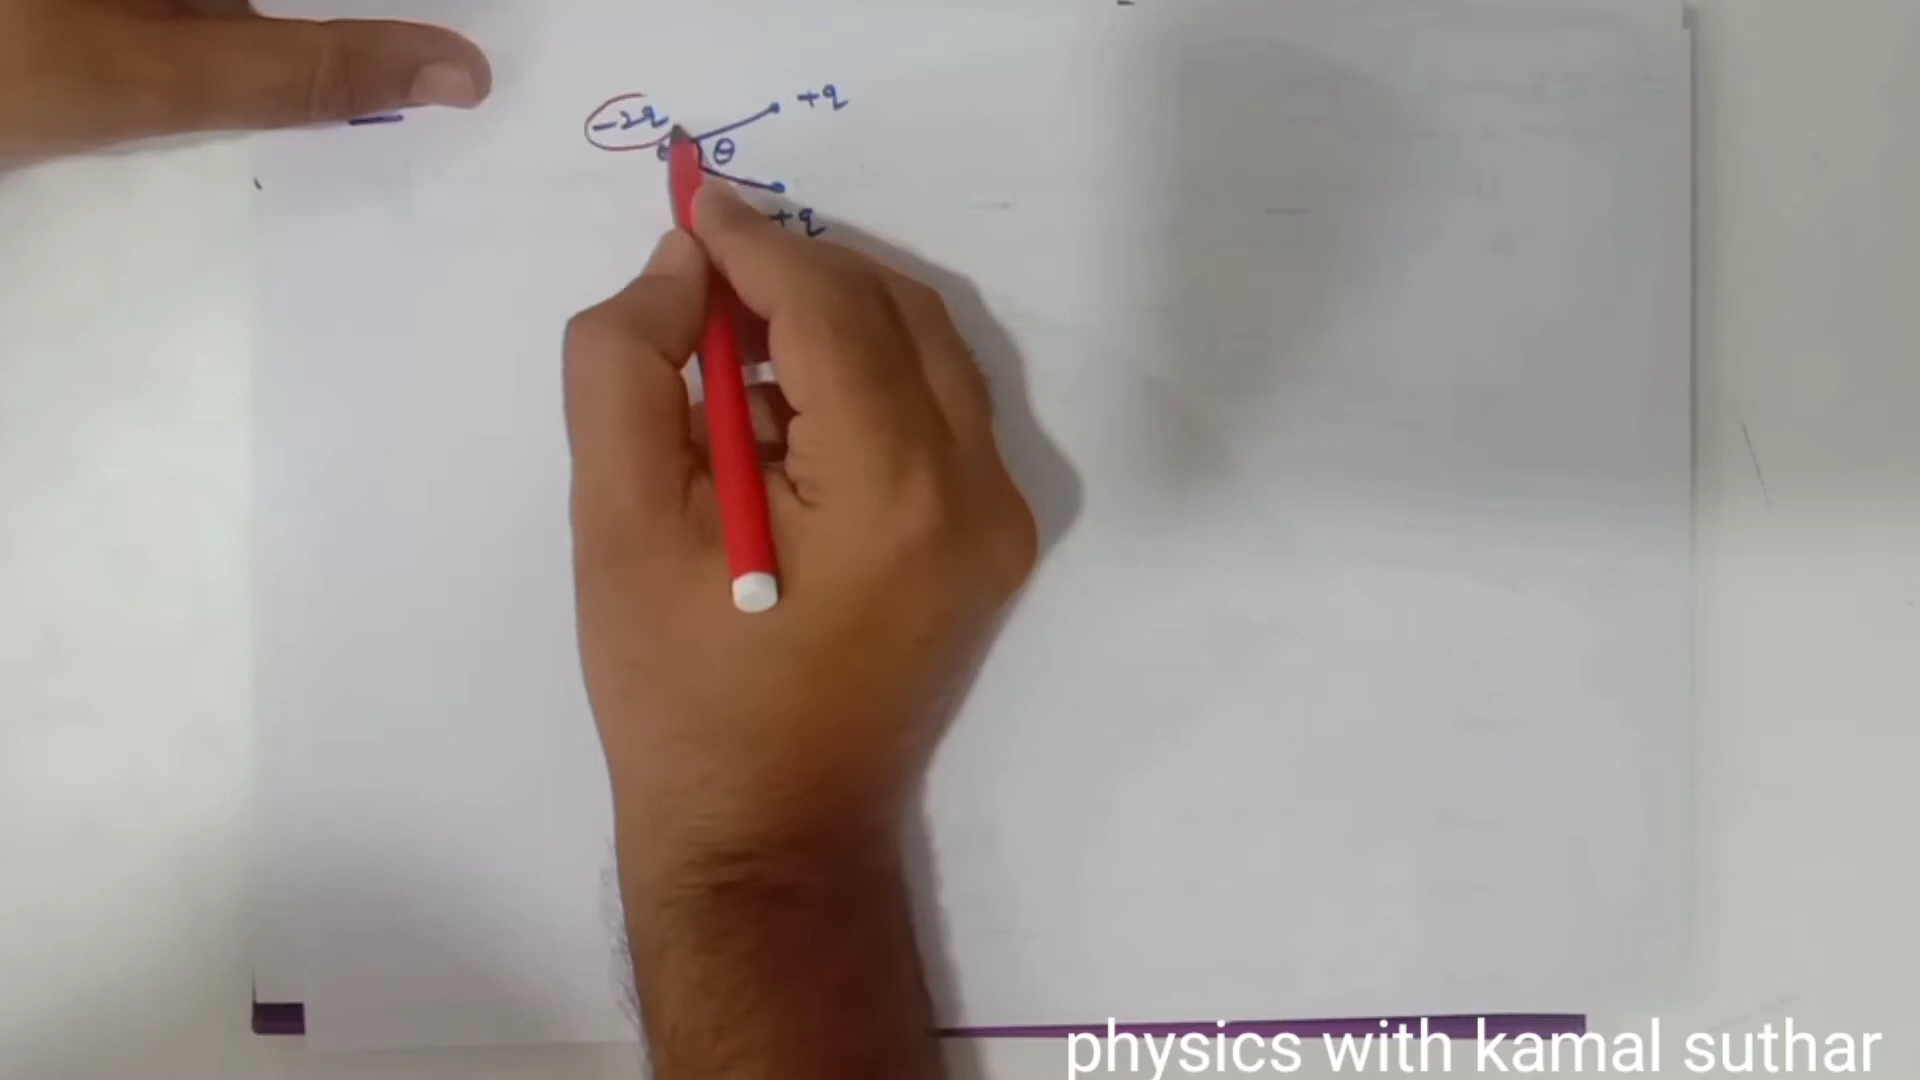 -2q +q
θ
+q
physics with kamal suthar